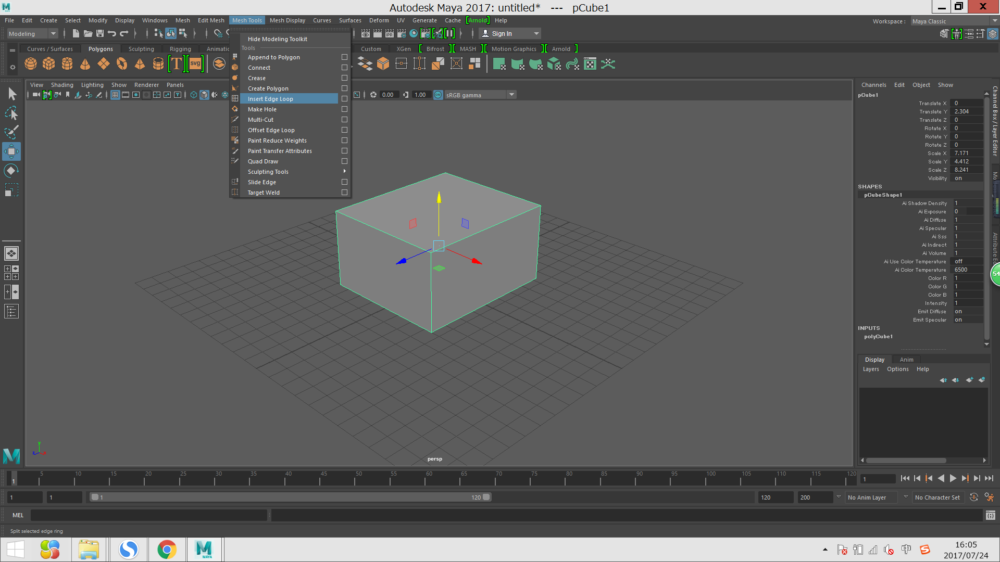 Autodesk Maya 2017: untitled*   ---   pCube1
File Edit Create Select Modify Display Windows Mesh Edit Mesh Mesh Tools Mesh Display Curves Surfaces Deform UV Generate Cache [Arnold] Help
Workspace : Maya Classic
Modeling
Sign In
Curves / Surfaces Polygons Sculpting Rigging Custom XGen [ Bifrost ] [ MASH ] [ Motion Graphics ] [ Arnold ]
T svg
IPR
Hide Modeling Toolkit
Tools
Append to Polygon
Connect
Crease
Create Polygon
Insert Edge Loop
Make Hole
Multi-Cut
Offset Edge Loop
Paint Reduce Weights
Paint Transfer Attributes
Quad Draw
Sculpting Tools
Slide Edge
Target Weld
View Shading Lighting Show Renderer Panels
0.00 1.00 ON sRGB gamma
persp
y
z
x
Channels Edit Object Show
pCube1
Translate X 0
Translate Y 2.304
Translate Z 0
Rotate X 0
Rotate Y 0
Rotate Z 0
Scale X 7.171
Scale Y 4.412
Scale Z 8.241
Visibility on
SHAPES
pCubeShape1
Ai Shadow Density 1
Ai Exposure 0
Ai Diffuse 1
Ai Specular 1
Ai Sss 1
Ai Indirect 1
Ai Volume 1
Ai Use Color Temperature off
Ai Color Temperature 6500
Color R 1
Color G 1
Color B 1
Intensity 1
Emit Diffuse on
Emit Specular on
INPUTS
polyCube1
Channel Box / Layer Editor
Attribute
54
Display Anim
Layers Options Help
1 5 10 15 20 25 30 35 40 45 50 55 60 65 70 75 80 85 90 95 100 105 110 115 120
1
1 1 1 120 120 200 No Anim Layer No Character Set
MEL
Split selected edge ring
MAYA
中
S
16:05
2017/07/24